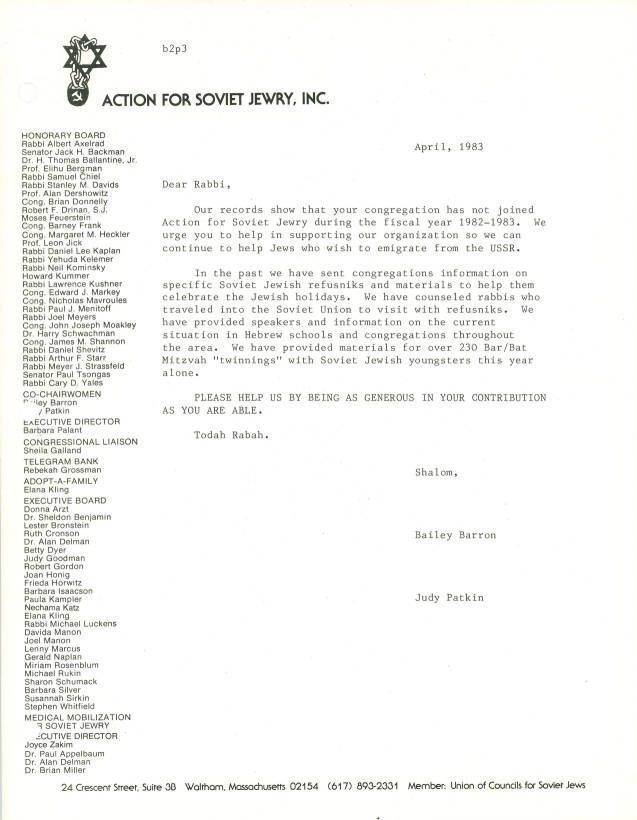 b2p3
ACTION FOR SOVIET JEWRY, INC.
HONORARY BOARD
Rabbi Albert Axelrad
Senator Jack H. Backman
Dr. H. Thomas Ballantine, Jr.
Prof. Elihu Bergman
Rabbi Samuel Chiel
Rabbi Stanley M. Davids
Prof. Alan Dershowitz
Cong. Brian Donnelly
Robert F. Drinan, S.J.
Moses Feuerstein
Cong. Barney Frank
Cong. Margaret M. Heckler
Prof. Leon Jick
Rabbi Daniel Lee Kaplan
Rabbi Yehuda Kelemer
Rabbi Neil Kominsky
Howard Kummer
Rabbi Lawrence Kushner
Cong. Edward J. Markey
Cong. Nicholas Mavroules
Rabbi Paul J. Menitoff
Rabbi Joel Meyers
Cong. John Joseph Moakley
Dr. Harry Schwachman
Cong. James M. Shannon
Rabbi Daniel Shevitz
Rabbi Arthur F. Starr
Rabbi Meyer J. Strassfeld
Senator Paul Tsongas
Rabbi Cary D. Yales
CO-CHAIRWOMEN
Barron
Patkin
EXECUTIVE DIRECTOR
Barbara Palant
CONGRESSIONAL LIAISON
Sheila Galland
TELEGRAM BANK
Rebekah Grossman
ADOPT-A-FAMILY
Elana Kling
EXECUTIVE BOARD
Donna Arzt
Dr. Sheldon Benjamin
Lester Bronstein
Ruth Cronson
Dr. Alan Delman
Betty Dyer
Judy Goodman
Robert Gordon
Joan Honig
Frieda Horwitz
Barbara Isaacson
Paula Kampler
Nechama Katz
Elana Kling
Rabbi Michael Luckens
Davida Manon
Joel Manon
Lenny Marcus
Gerald Naplan
Miriam Rosenblum
Michael Rukin
Sharon Schumack
Barbara Silver
Susannah Sirkin
Stephen Whitfield
MEDICAL MOBILIZATION
SOVIET JEWRY
DIRECTOR
Joyce Zakim
Dr. Paul Appelbaum
Dr. Alan Delman
Dr. Brian Miller
April, 1983
Dear Rabbi,
Our records show that your congregation has not joined
Action for Soviet Jewry during the fiscal year 1982-1983. We
urge you to help in supporting our organization so we can
continue to help Jews who wish to emigrate from the USSR.
In the past we have sent congregations information on
specific Soviet Jewish refusniks and materials to help them
celebrate the Jewish holidays. We have counseled rabbis who
traveled into the Soviet Union to visit with refusniks. We
have provided speakers and information on the current
situation in Hebrew schools and congregations throughout
the area. We have provided materials for over 230 Bar/Bat
Mitzvah "twinnings" with Soviet Jewish youngsters this year
alone.
PLEASE HELP US BY BEING AS GENEROUS IN YOUR CONTRIBUTION
AS YOU ARE ABLE.
Todah Rabah.
Shalom,
Bailey Barron
Judy Patkin
24 Crescent Street, Suite 3B Waltham, Massachusetts 02154 (617) 893-2331 Member: Union of Councils for Soviet Jews